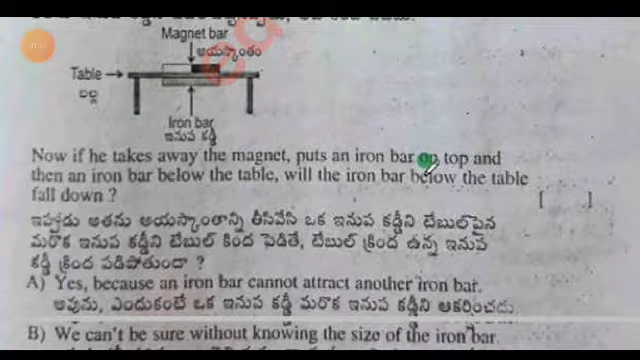 Magnet bar
అయస్కాంతం
Table
బల్ల
Iron bar
ఇనుప కడ్డీ
Now if he takes away the magnet, puts an iron bar on top and
then an iron bar below the table, will the iron bar below the table
fall down ? [ ]
ఇప్పుడు అతను అయస్కాంతాన్ని తీసివేసి ఒక ఇనుప కడ్డీని టేబుల్‌పైన
మరొక ఇనుప కడ్డీని టేబుల్ కింద పెడితే, టేబుల్ క్రింద ఉన్న ఇనుప
కడ్డీ క్రింద పడిపోతుందా ?
A) Yes, because an iron bar cannot attract another iron bar.
అవును, ఎందుకంటే ఒక ఇనుప కడ్డీ మరొక ఇనుప కడ్డీని ఆకర్షించదు.
B) We can't be sure without knowing the size of the iron bar.